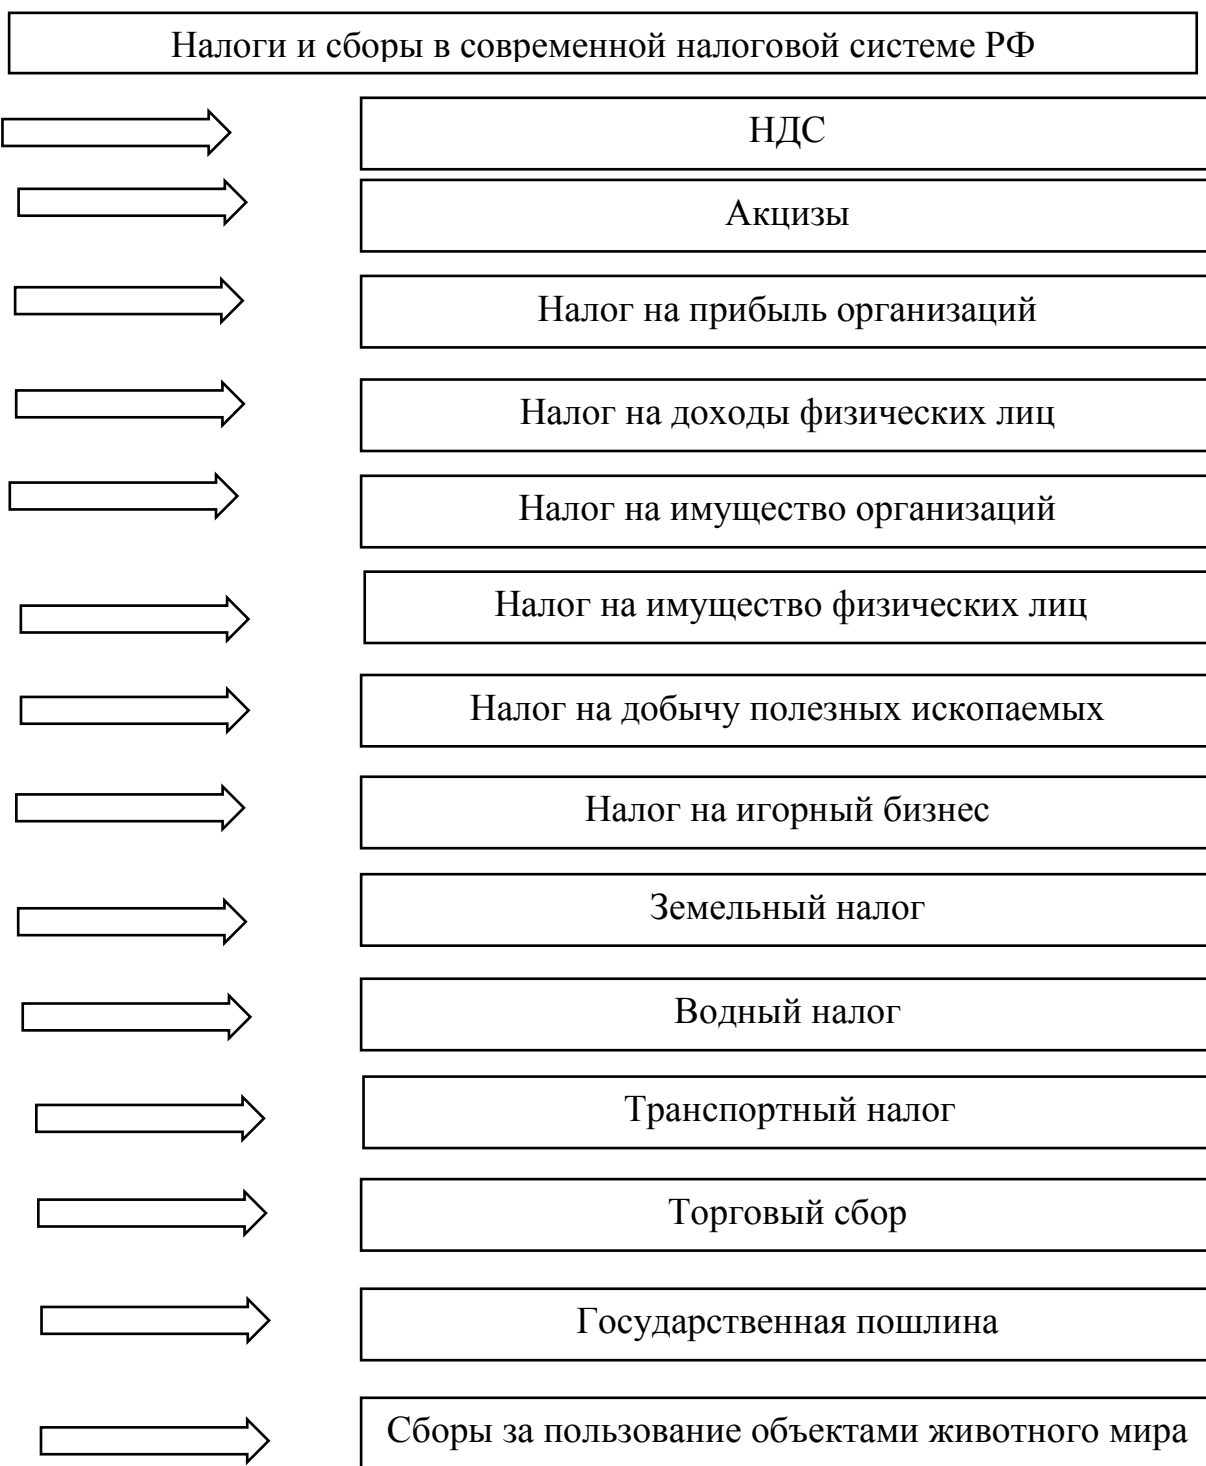 Налоги и сборы в современной налоговой системе РФ
НДС
Акцизы
Налог на прибыль организаций
Налог на доходы физических лиц
Налог на имущество организаций
Налог на имущество физических лиц
Налог на добычу полезных ископаемых
Налог на игорный бизнес
Земельный налог
Водный налог
Транспортный налог
Торговый сбор
Государственная пошлина
Сборы за пользование объектами животного мира